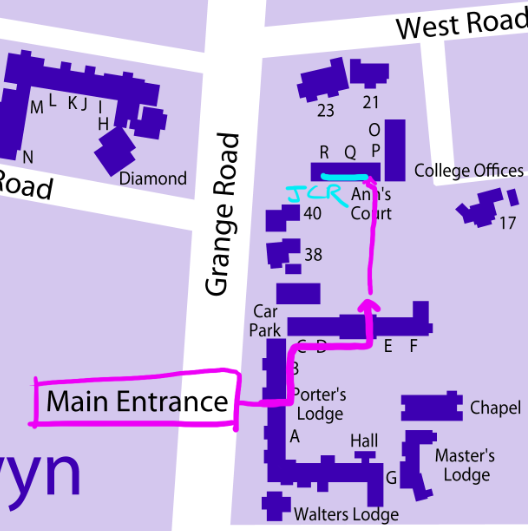 West Road
23
21
M L K J I
H
N
Diamond
Road
Grange Road
O
R Q P
College Offices
JCR
Ann's
Court
17
40
38
Car
Park
C D
E F
B
Main Entrance
Porter's
Lodge
Chapel
A
Hall
G
Master's
Lodge
wyn
Walters Lodge